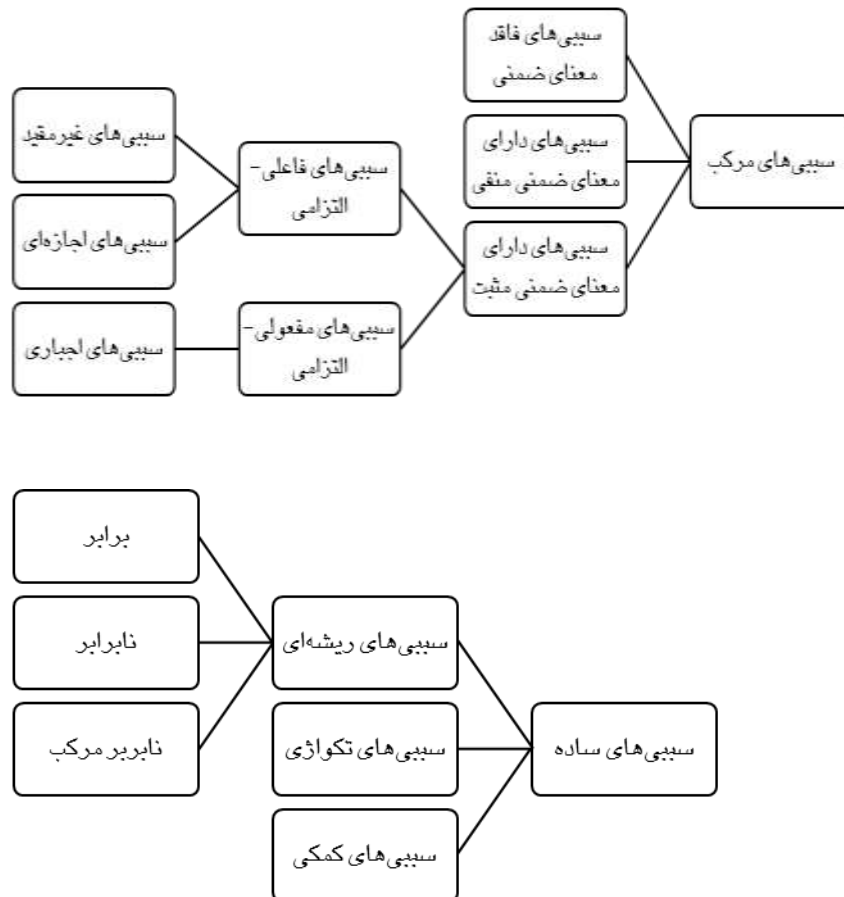 سببی‌های مرکب
سببی‌های فاقد
معنای ضمنی
سببی‌های دارای
معنای ضمنی منفی
سببی‌های دارای
معنای ضمنی مثبت
سببی‌های فاعلی-
التزامی
سببی‌های مفعولی-
التزامی
سببی‌های غیرمقید
سببی‌های اجازه‌ای
سببی‌های اجباری
سببی‌های ساده
سببی‌های ریشه‌ای
سببی‌های تکواژی
سببی‌های کمکی
برابر
نابرابر
نابربر مرکب